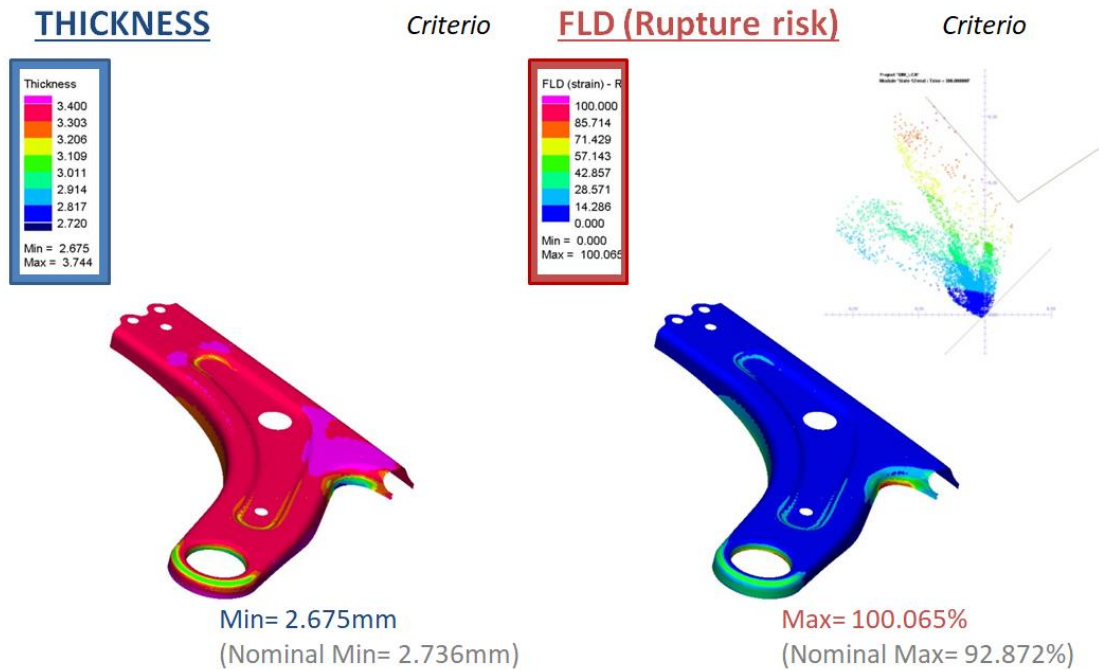 THICKNESS
Criterio
FLD (Rupture risk)
Criterio
Thickness
3.400
3.303
3.206
3.109
3.011
2.914
2.817
2.720
Min = 2.675
Max = 3.744
FLD (strain) - R
100.000
85.714
71.429
57.143
42.857
28.571
14.286
0.000
Min = 0.000
Max = 100.065
Min= 2.675mm
(Nominal Min= 2.736mm)
Max= 100.065%
(Nominal Max= 92.872%)